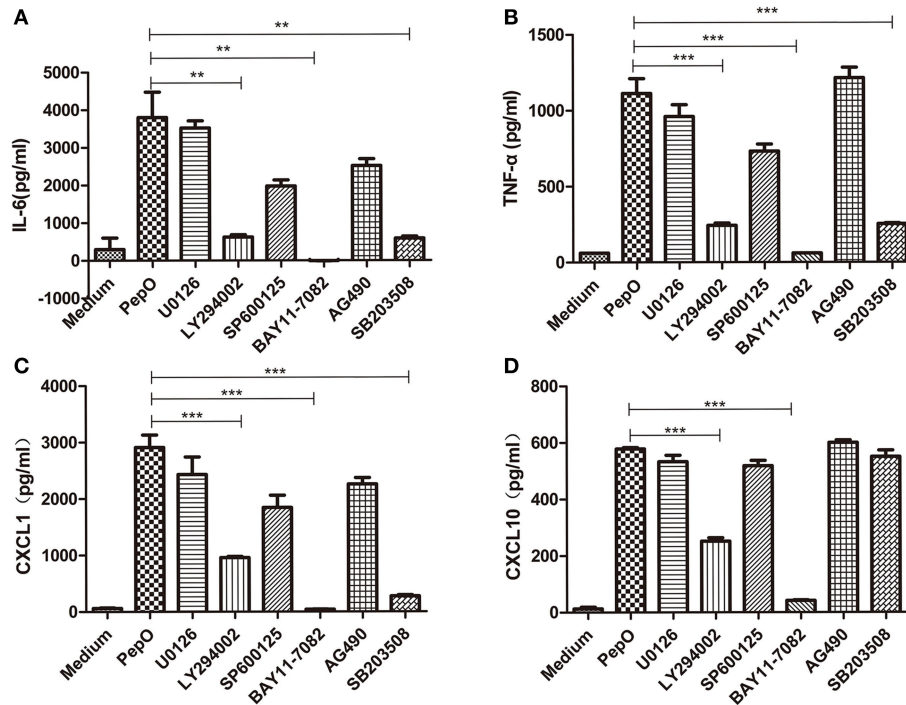 A
**
**
**
IL-6(pg/ml)
5000
4000
3000
2000
1000
0
-1000
Medium
PepO
U0126
LY294002
SP600125
BAY11-7082
AG490
SB203508
B
***
***
***
TNF-α (pg/ml)
1500
1000
500
0
Medium
PepO
U0126
LY294002
SP600125
BAY11-7082
AG490
SB203508
C
***
***
***
CXCL1（pg/ml）
4000
3000
2000
1000
0
Medium
PepO
U0126
LY294002
SP600125
BAY11-7082
AG490
SB203508
D
***
***
CXCL10（pg/ml）
800
600
400
200
0
Medium
PepO
U0126
LY294002
SP600125
BAY11-7082
AG490
SB203508